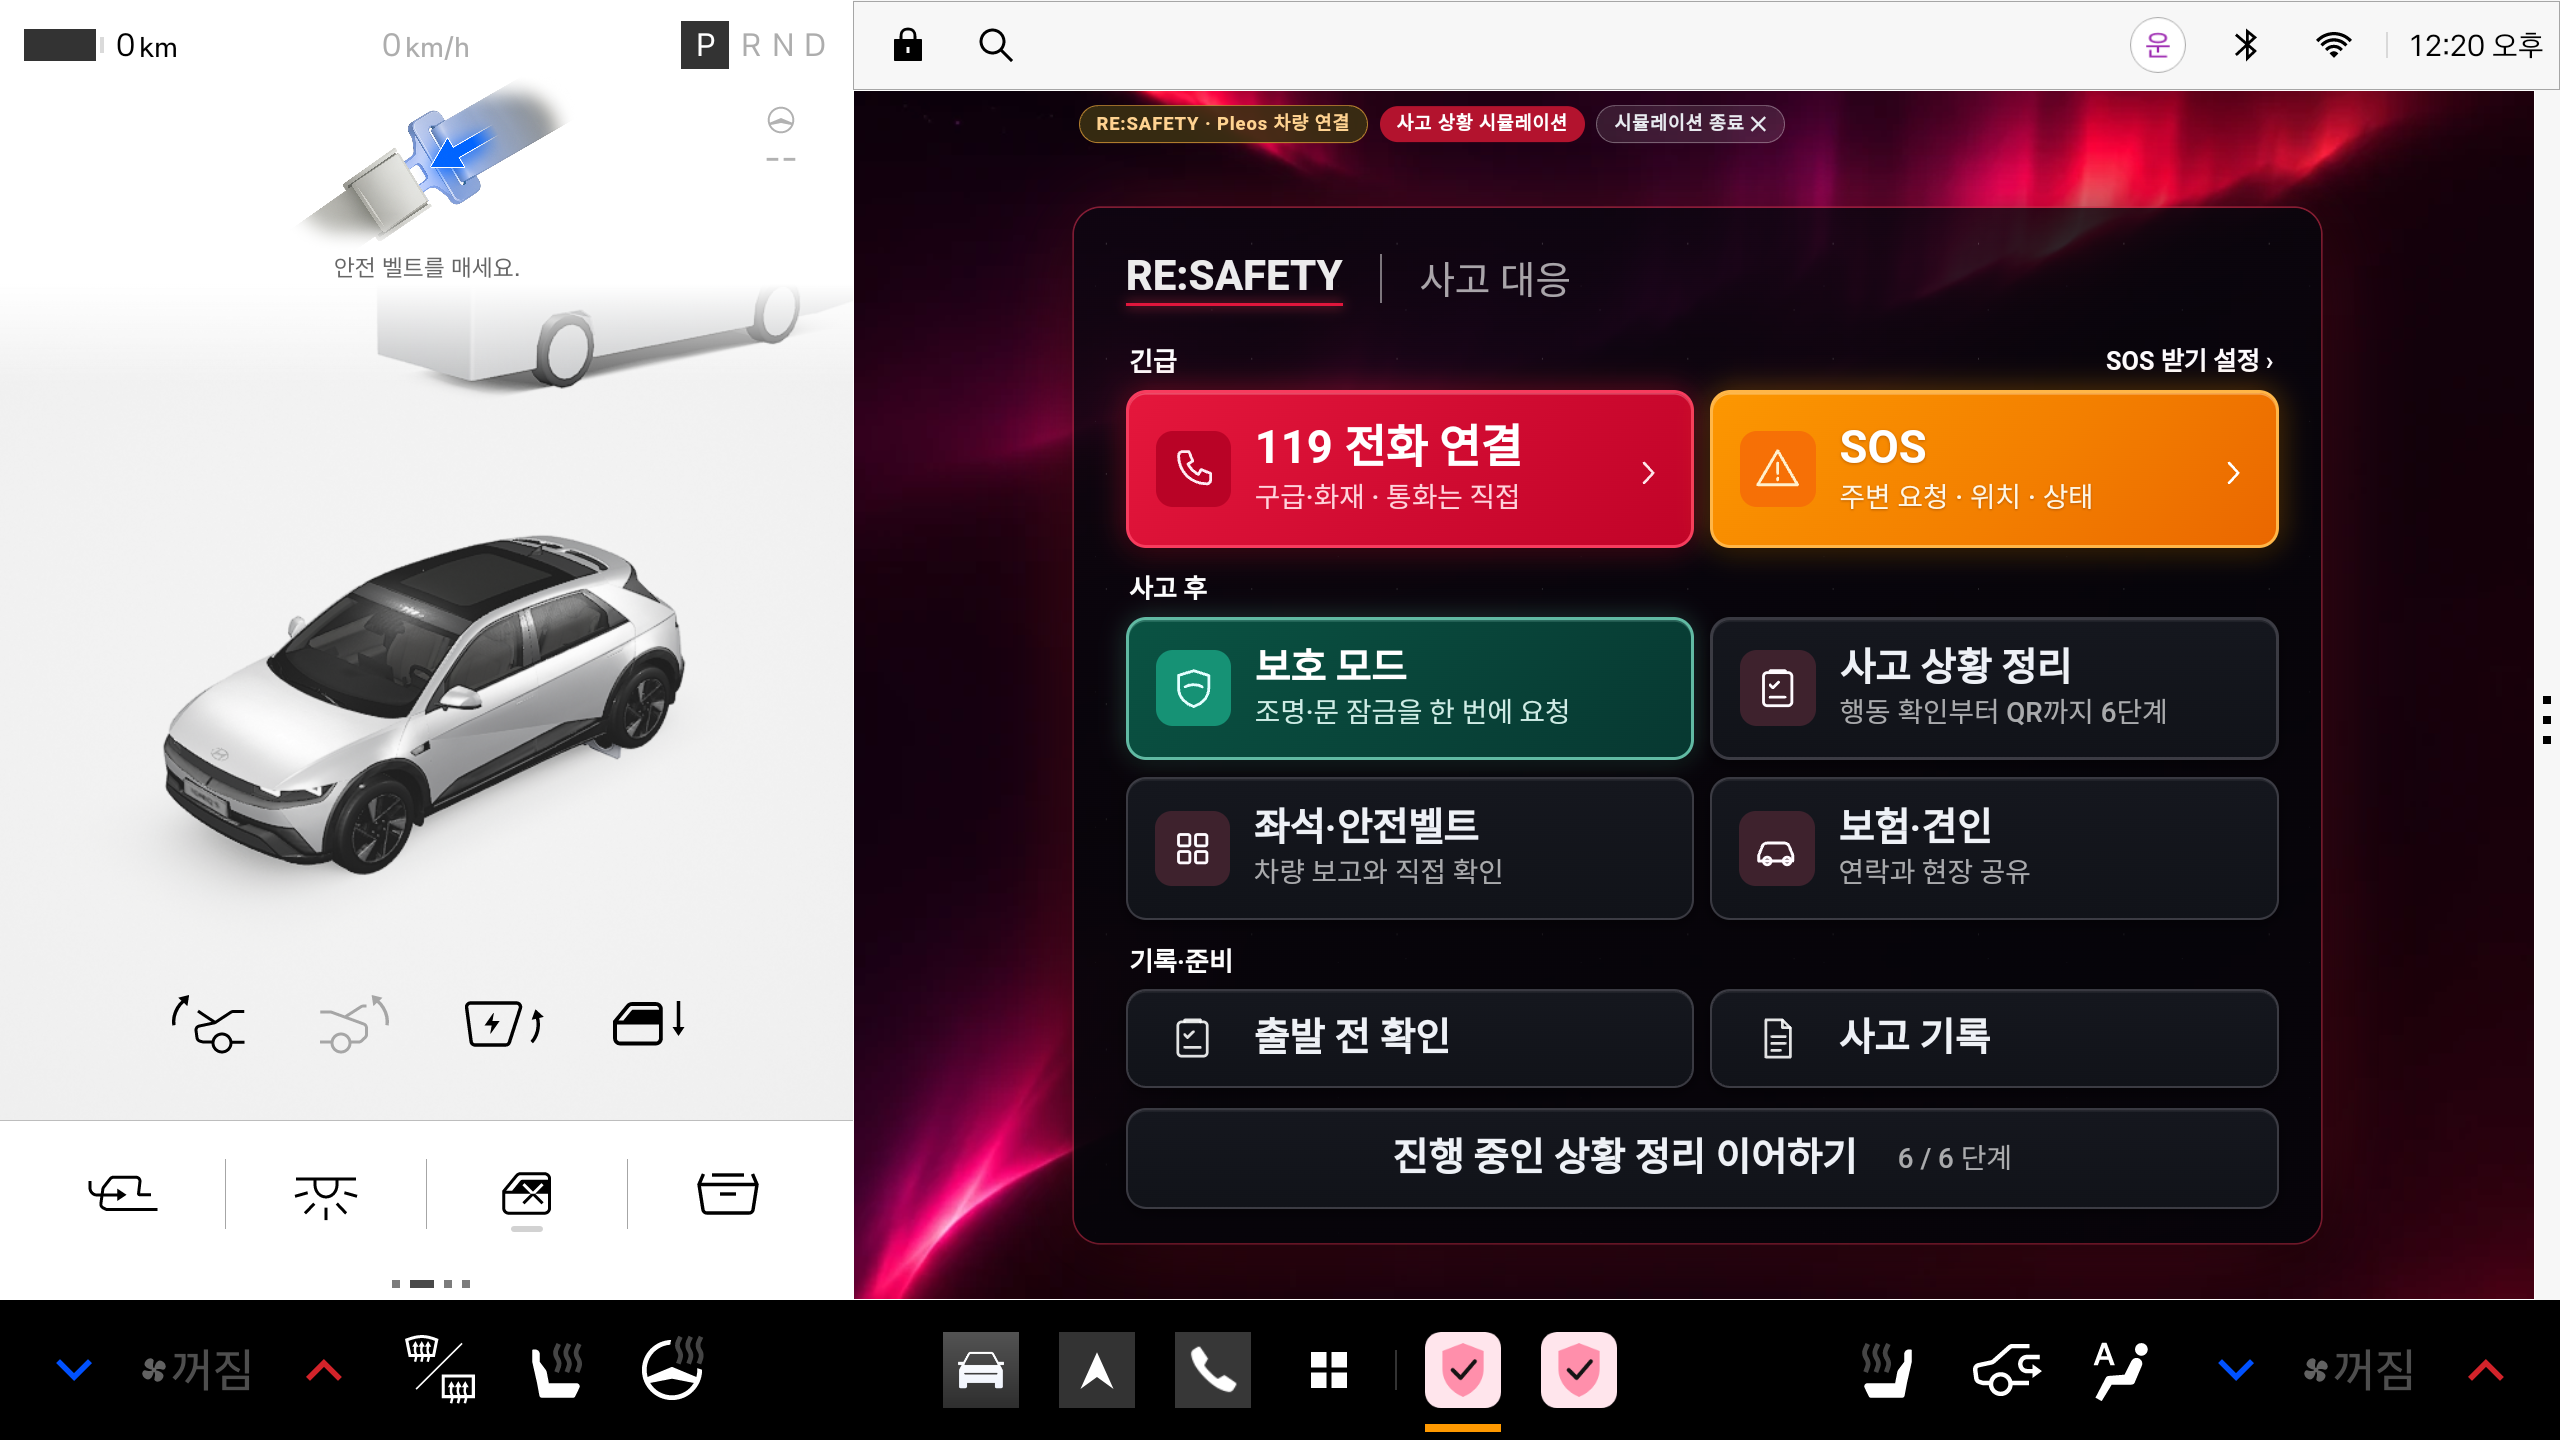 0 km
0 km/h
P R N D
안전 벨트를 매세요.
꺼짐
운
12:20 오후
RE:SAFETY · Pleos 차량 연결
사고 상황 시뮬레이션
시뮬레이션 종료
RE:SAFETY
사고 대응
긴급
SOS 받기 설정 ›
119 전화 연결
구급·화재 · 통화는 직접
SOS
주변 요청 · 위치 · 상태
사고 후
보호 모드
조명·문 잠금을 한 번에 요청
사고 상황 정리
행동 확인부터 QR까지 6단계
좌석·안전벨트
차량 보고와 직접 확인
보험·견인
연락과 현장 공유
기록·준비
출발 전 확인
사고 기록
진행 중인 상황 정리 이어하기
6 / 6 단계
A
꺼짐